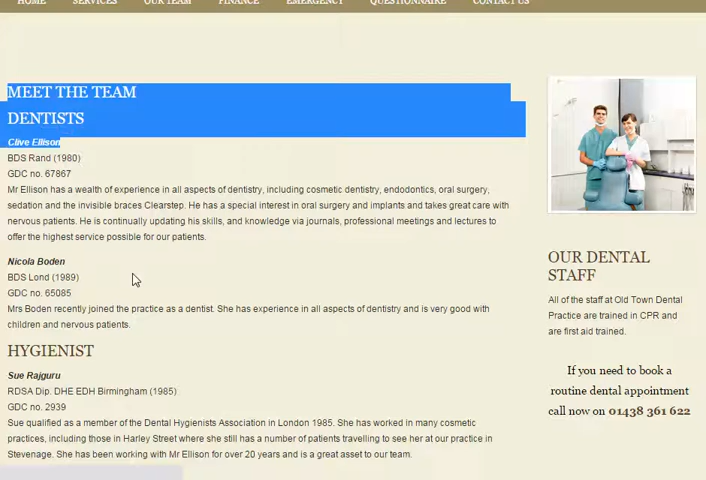 HOME SERVICES OUR TEAM FINANCE EMERGENCY QUESTIONNAIRE CONTACT US
MEET THE TEAM
DENTISTS
Clive Ellison
BDS Rand (1980)
GDC no. 67867
Mr Ellison has a wealth of experience in all aspects of dentistry, including cosmetic dentistry, endodontics, oral surgery,
sedation and the invisible braces Clearstep. He has a special interest in oral surgery and implants and takes great care with
nervous patients. He is continually updating his skills, and knowledge via journals, professional meetings and lectures to
offer the highest service possible for our patients.
Nicola Boden
BDS Lond (1989)
GDC no. 65085
Mrs Boden recently joined the practice as a dentist. She has experience in all aspects of dentistry and is very good with
children and nervous patients.
HYGIENIST
Sue Rajguru
RDSA Dip. DHE EDH Birmingham (1985)
GDC no. 2939
Sue qualified as a member of the Dental Hygienists Association in London 1985. She has worked in many cosmetic
practices, including those in Harley Street where she still has a number of patients travelling to see her at our practice in
Stevenage. She has been working with Mr Ellison for over 20 years and is a great asset to our team.
OUR DENTAL
STAFF
All of the staff at Old Town Dental
Practice are trained in CPR and
are first aid trained.
If you need to book a
routine dental appointment
call now on 01438 361 622